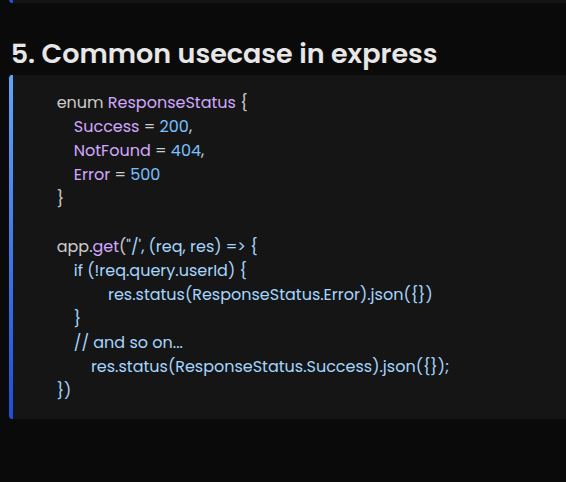 5. Common usecase in express
enum ResponseStatus {
Success = 200,
NotFound = 404,
Error = 500
}
app.get("/', (req, res) => {
if (!req.query.userId) {
res.status(ResponseStatus.Error).json({})
}
// and so on...
res.status(ResponseStatus.Success).json({});
})